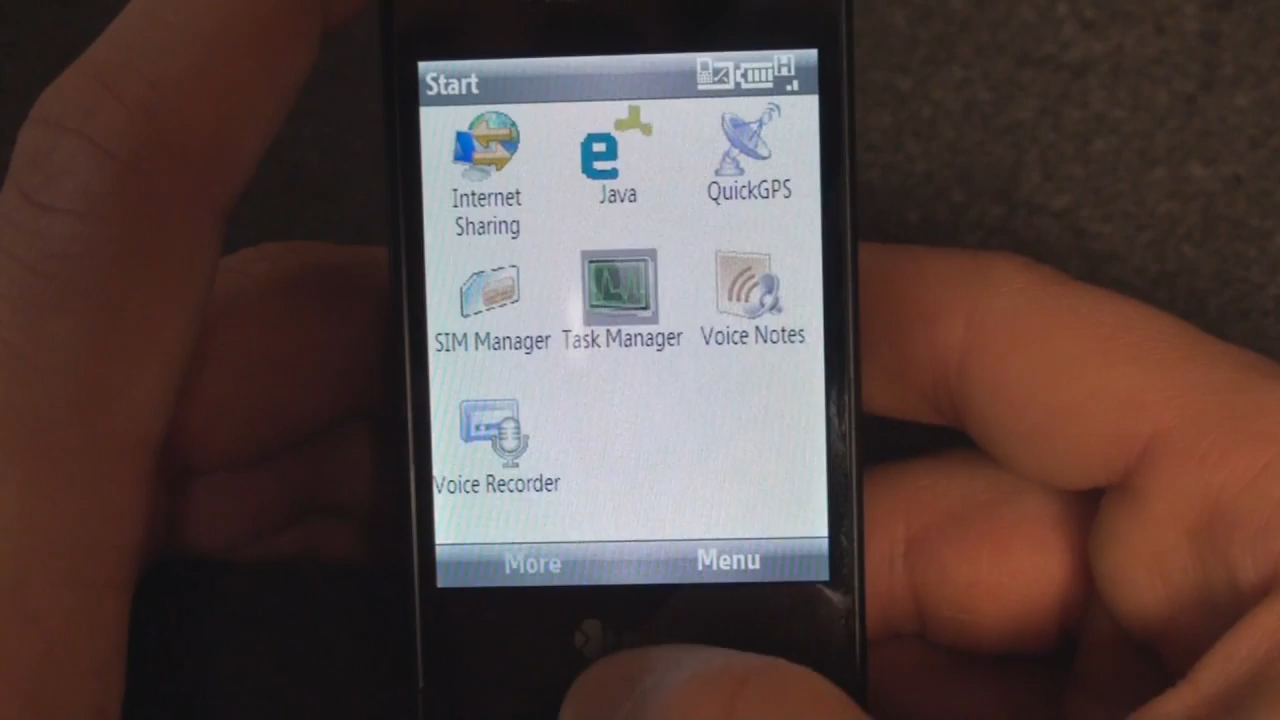 Start
H
Internet
Sharing
Java
QuickGPS
SIM Manager
Task Manager
Voice Notes
Voice Recorder
More
Menu